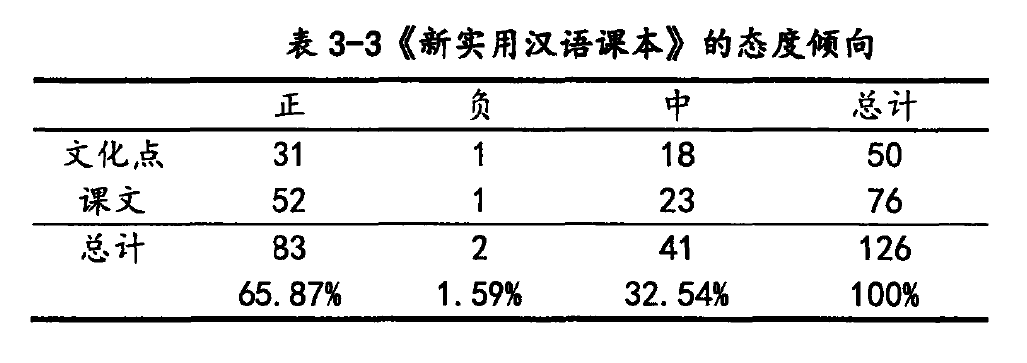 表3-3《新实用汉语课本》的态度倾向
正 负 中 总计
文化点 31 1 18 50
课文 52 1 23 76
总计 83 2 41 126
65.87% 1.59% 32.54% 100%